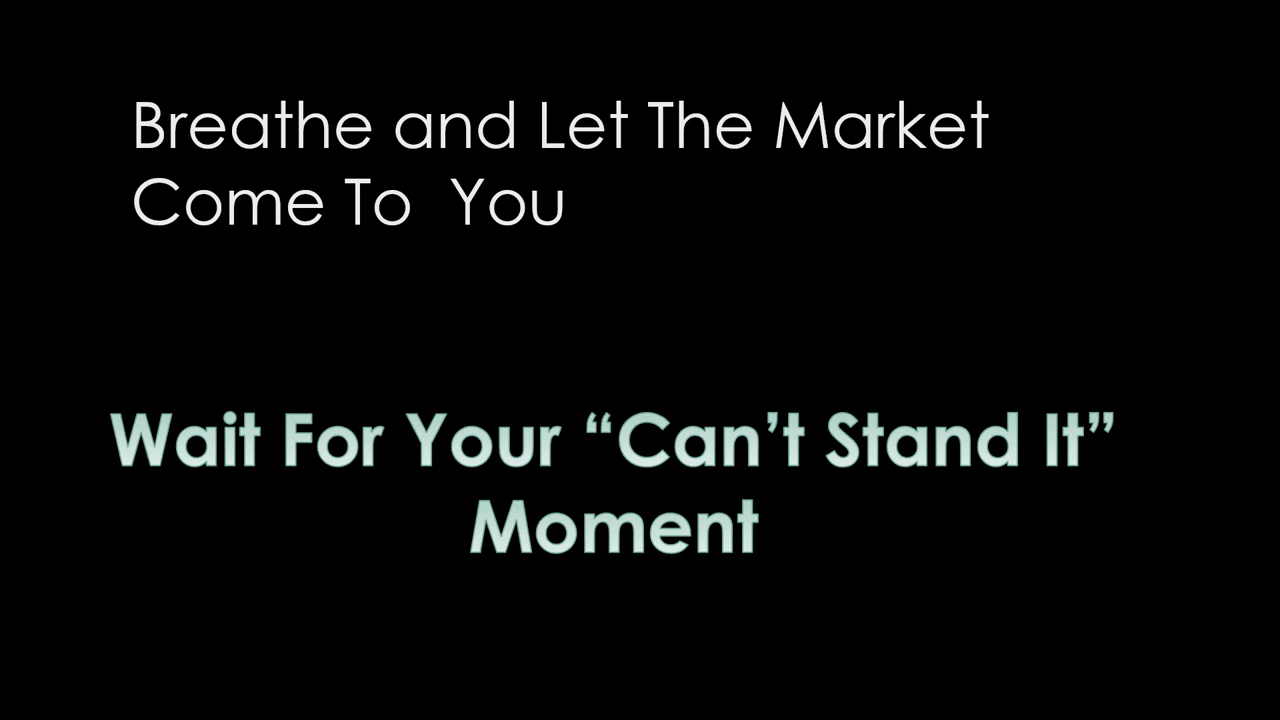 Breathe and Let The Market
Come To  You
Wait For Your “Can’t Stand It”
Moment